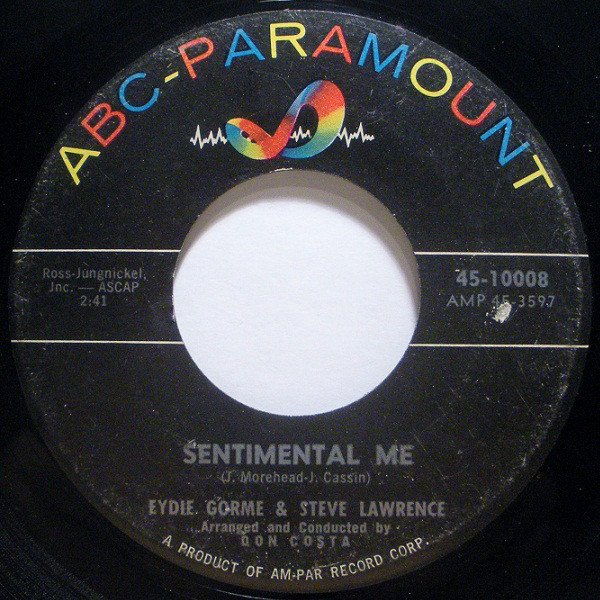 ABC-PARAMOUNT
Ross-Jungnickel,
Inc. — ASCAP
2:41
45-10008
AMP 45-3597
SENTIMENTAL ME
(J. Morehead-J. Cassin)
EYDIE GORME & STEVE LAWRENCE
Arranged and Conducted by
DON COSTA
A PRODUCT OF AM-PAR RECORD CORP.